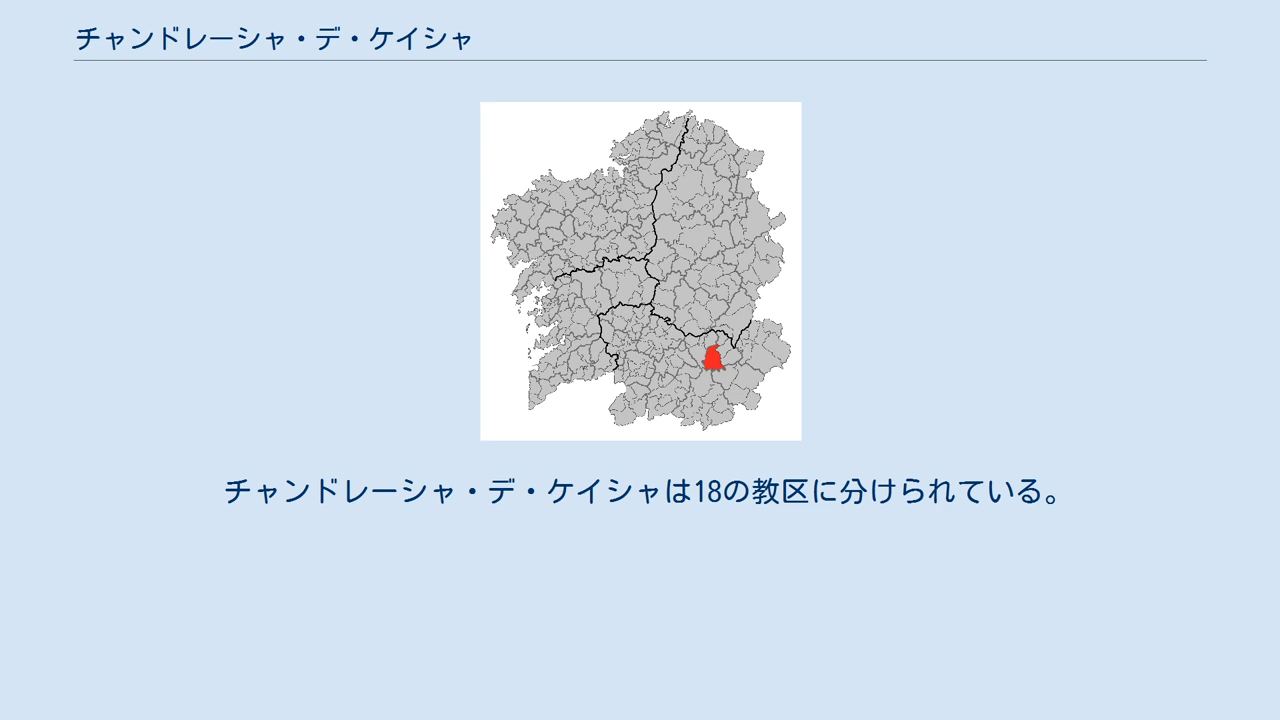 チャンドレーシャ・デ・ケイシャ
チャンドレーシャ・デ・ケイシャは18の教区に分けられている。